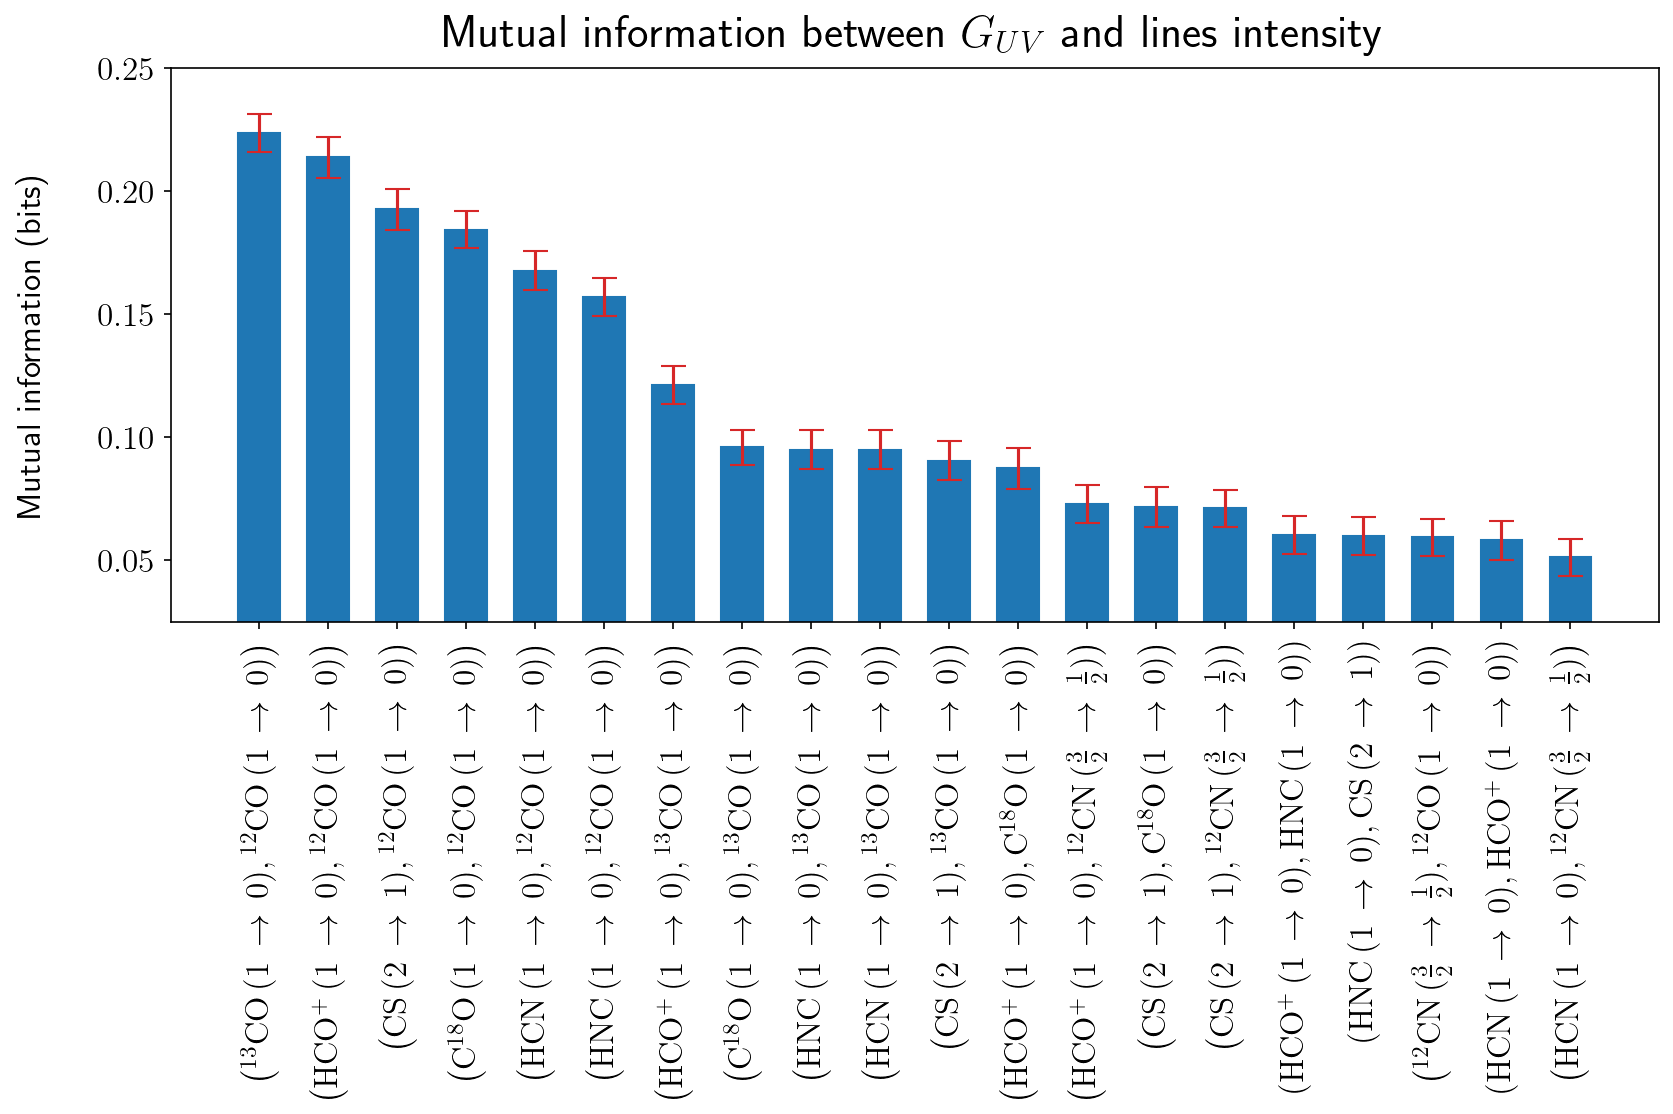 Mutual information between G_{UV} and lines intensity
Mutual information (bits)
0.25
0.20
0.15
0.10
0.05
(¹³CO (1 → 0), ¹²CO (1 → 0))
(HCO⁺ (1 → 0), ¹²CO (1 → 0))
(CS (2 → 1), ¹²CO (1 → 0))
(C¹⁸O (1 → 0), ¹²CO (1 → 0))
(HCN (1 → 0), ¹²CO (1 → 0))
(HNC (1 → 0), ¹²CO (1 → 0))
(HCO⁺ (1 → 0), ¹³CO (1 → 0))
(C¹⁸O (1 → 0), ¹³CO (1 → 0))
(HNC (1 → 0), ¹³CO (1 → 0))
(HCN (1 → 0), ¹³CO (1 → 0))
(CS (2 → 1), ¹³CO (1 → 0))
(HCO⁺ (1 → 0), C¹⁸O (1 → 0))
(HCO⁺ (1 → 0), ¹²CN (3/2 → 1/2))
(CS (2 → 1), C¹⁸O (1 → 0))
(CS (2 → 1), ¹²CN (3/2 → 1/2))
(HCO⁺ (1 → 0), HNC (1 → 0))
(HNC (1 → 0), CS (2 → 1))
(¹²CN (3/2 → 1/2), ¹²CO (1 → 0))
(HCN (1 → 0), HCO⁺ (1 → 0))
(HCN (1 → 0), ¹²CN (3/2 → 1/2))